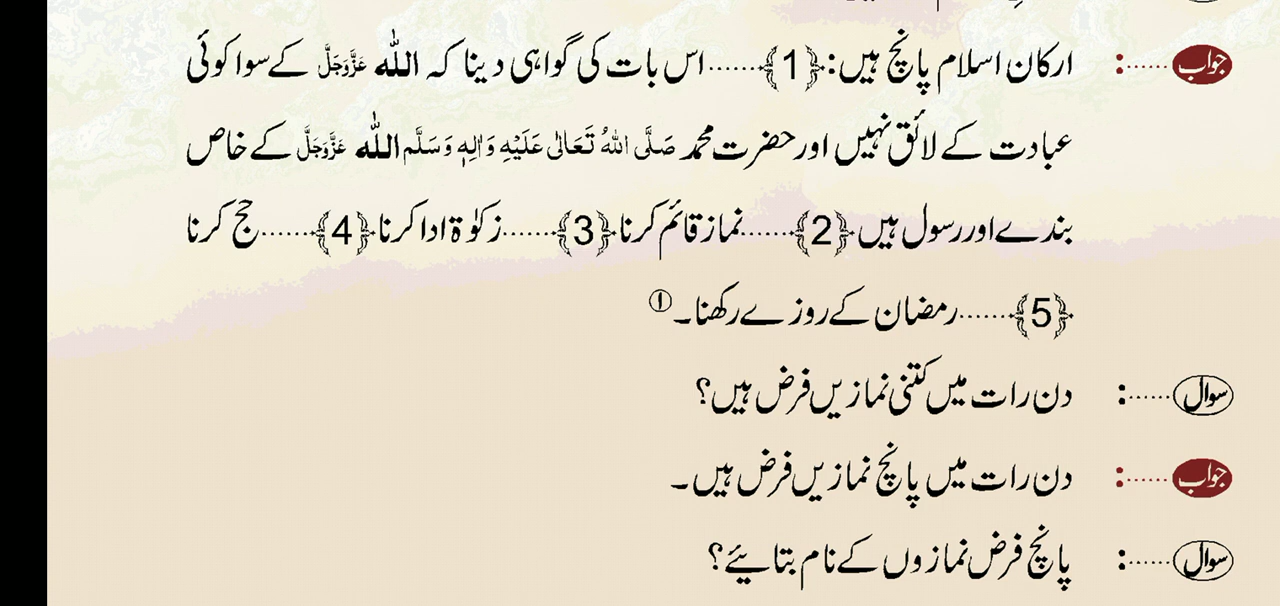 جواب......: ارکان اسلام پانچ ہیں: ﴿1﴾......اس بات کی گواہی دینا کہ اللہ عَزَّوَجَلَّ کے سوا کوئی
عبادت کے لائق نہیں اور حضرت محمد صَلَّی اللہُ تَعَالٰی عَلَیْہِ وَاٰلِہٖ وَسَلَّم اللہ عَزَّوَجَلَّ کے خاص
بندے اور رسول ہیں ﴿2﴾......نماز قائم کرنا ﴿3﴾......زکوٰۃ ادا کرنا ﴿4﴾......حج کرنا
﴿5﴾......رمضان کے روزے رکھنا۔ ①
سوال......: دن رات میں کتنی نمازیں فرض ہیں؟
جواب......: دن رات میں پانچ نمازیں فرض ہیں۔
سوال......: پانچ فرض نمازوں کے نام بتایئے؟